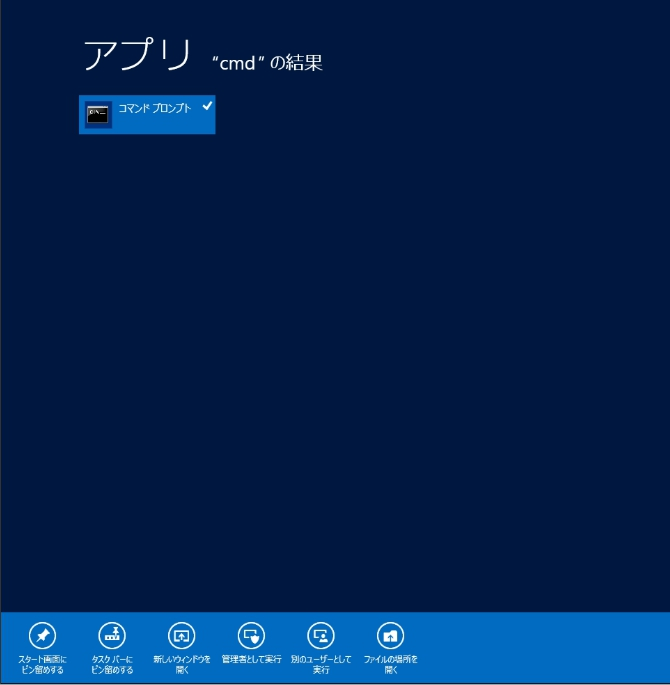 アプリ "cmd" の結果
コマンド プロンプト
スタート画面に
ピン留めする
タスク バーに
ピン留めする
新しいウィンドウを
開く
管理者として実行
別のユーザーとして
実行
ファイルの場所を
開く